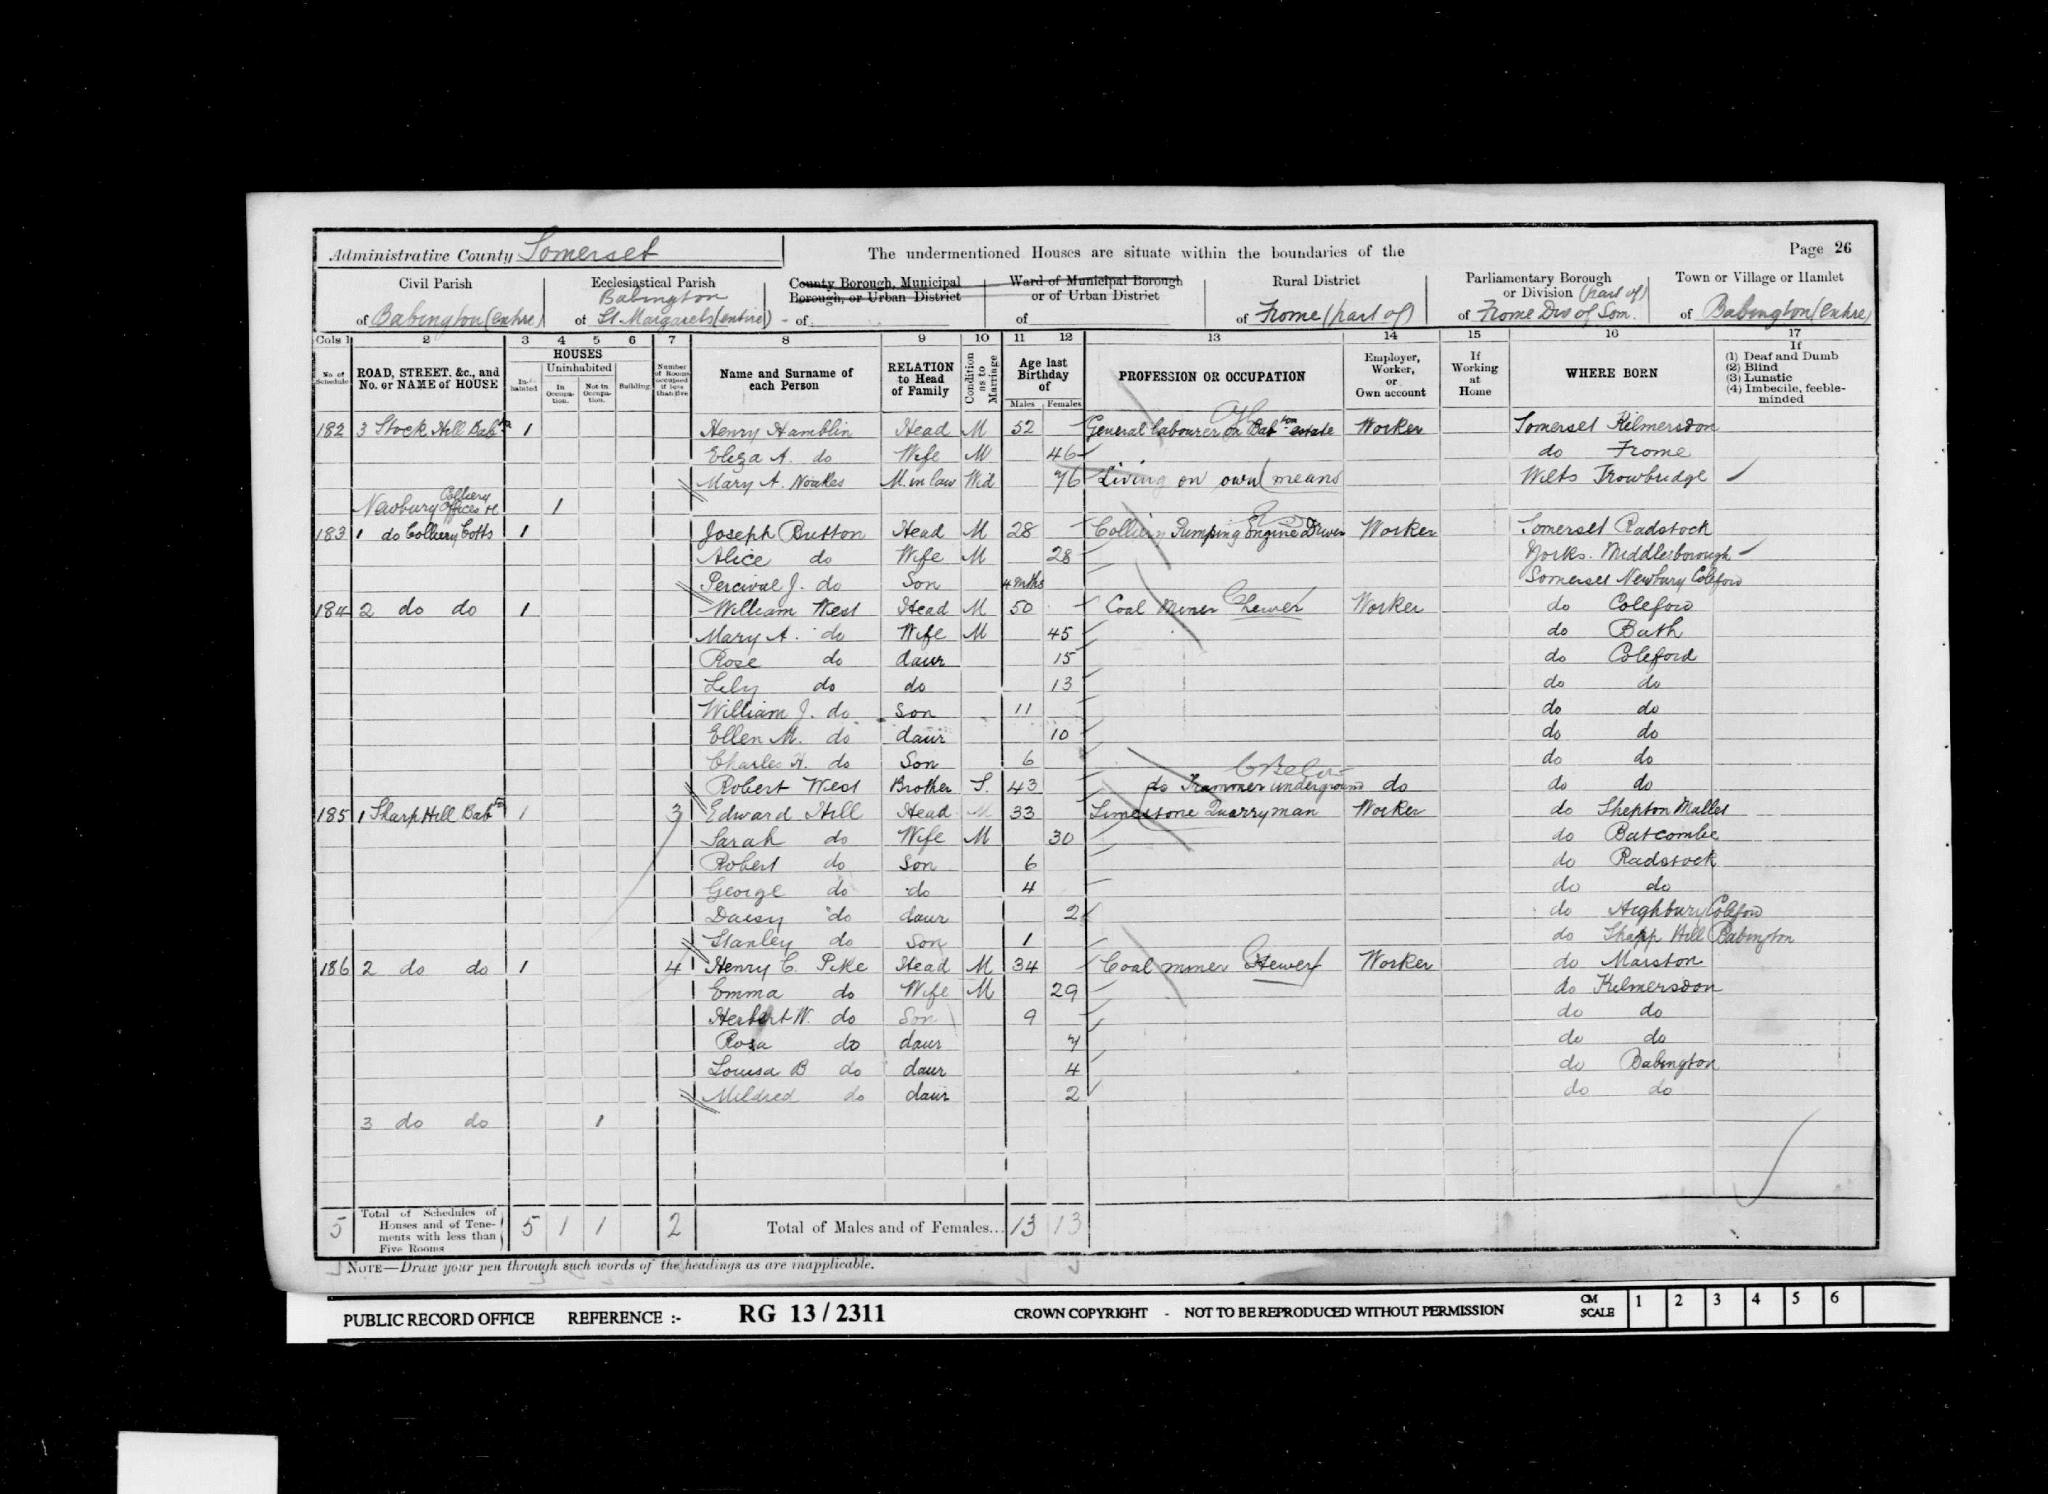 Administrative County Somerset
The undermentioned Houses are situate within the boundaries of the
Page 26
Civil Parish
of Babington (entire)
Ecclesiastical Parish
Babington
of St Margarets (entire)
County Borough, Municipal
Borough, or Urban District
of
Ward of Municipal Borough
or of Urban District
of
Rural District
of Frome (part of)
Parliamentary Borough
or Division (part of)
of Frome Div of Som.
Town or Village or Hamlet
of Babington (entire)
Cols 1 2 3 4 5 6 7 8 9 10 11 12 13 14 15 16 17
No. of Schedule
ROAD, STREET, &c., and No. or NAME of HOUSE
HOUSES
Inhabited
Uninhabited
In Occupation.
Not in Occupation.
Building
Number of Rooms occupied if less than five
Name and Surname of each Person
RELATION to Head of Family
Condition as to Marriage
Age last Birthday of
Males Females
PROFESSION OR OCCUPATION
Employer, Worker, or Own account
If Working at Home
WHERE BORN
If
(1) Deaf and Dumb
(2) Blind
(3) Lunatic
(4) Imbecile, feeble-minded
182 3 Stock Hill Babtn 1 Henry Hamblin Head M 52 General labourer on Babton estate Worker Somerset Kilmersdon
Eliza A. do Wife M 46 do Frome
Mary A. Noakes M. in law Wid 76 Living on own means Wilts Trowbridge
Newbury Colliery Offices 1
183 1 do Colliery Cotts 1 Joseph Button Head M 28 Colliery Pumping Engine Driver Worker Somerset Radstock
Alice do Wife M 28 Yorks. Middlesborough
Percival J. do Son 4 mths Somerset Newbury Coleford
184 2 do do 1 William West Head M 50 Coal Miner Hewer Worker do Coleford
Mary A. do Wife M 45 do Bath
Rose do daur 15 do Coleford
Lily do do 13 do do
William J. do Son 11 do do
Ellen M. do daur 10 do do
Charles H. do Son 6 do do
Robert West Brother S. 43 do Trammer underground do do do
185 1 Sharp Hill Babtn 1 3 Edward Hill Head M 33 Limestone Quarryman Worker do Shepton Mallet
Sarah do Wife M 30 do Batcombe
Robert do Son 6 do Radstock
George do do 4 do do
Daisy do daur 2 do Highbury Coleford
Stanley do Son 1 do Sharp Hill Babington
186 2 do do 1 4 Henry C. Pike Head M 34 Coal miner Hewer Worker do Marston
Emma do Wife M 29 do Kilmersdon
Herbert W. do Son 9 do do
Rosa do daur 7 do do
Louisa B do daur 4 do Babington
Mildred do daur 2 do do
3 do do 1
5 Total of Schedules of Houses and of Tenements with less than Five Rooms 5 1 1 2 Total of Males and of Females... 13 13
NOTE—Draw your pen through such words of the headings as are inapplicable.
PUBLIC RECORD OFFICE REFERENCE :- RG 13/2311 CROWN COPYRIGHT - NOT TO BE REPRODUCED WITHOUT PERMISSION CM SCALE 1 2 3 4 5 6